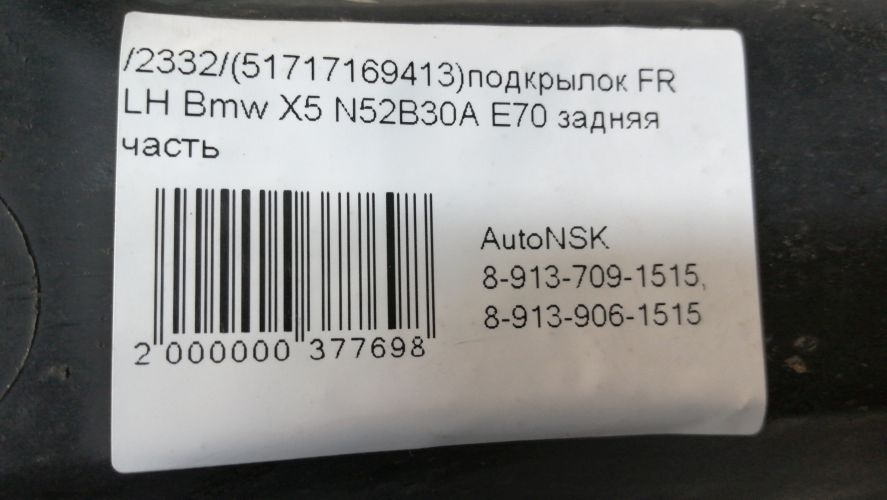 /2332/(51717169413)подкрылок FR
LH Bmw X5 N52B30A E70 задняя
часть
AutoNSK
8-913-709-1515,
8-913-906-1515
2 000000 377698